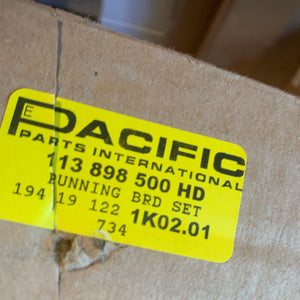 PACIFIC
PARTS INTERNATIONAL
113 898 500 HD
RUNNING BRD SET
194 19 122 1K02.01
734